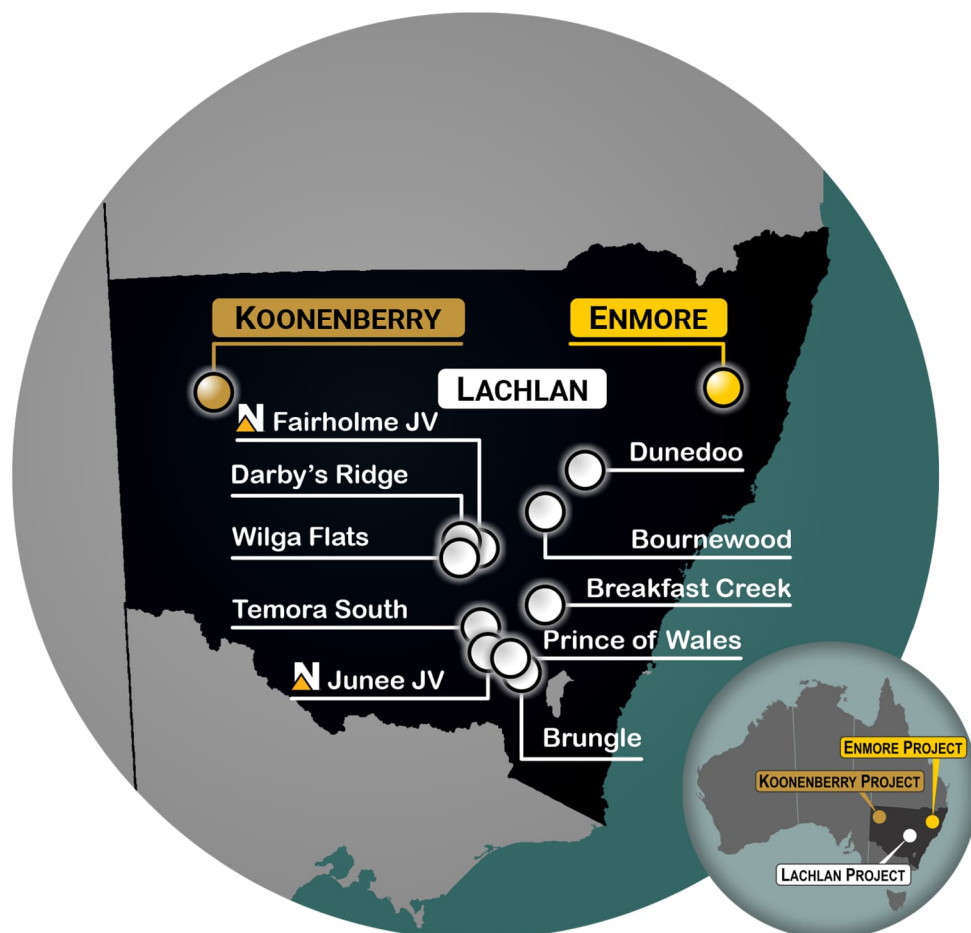 KOONENBERRY
ENMORE
LACHLAN
N Fairholme JV
Dunedoo
Darby's Ridge
Wilga Flats
Bournewood
Breakfast Creek
Temora South
Prince of Wales
N Junee JV
Brungle
ENMORE PROJECT
KOONENBERRY PROJECT
LACHLAN PROJECT